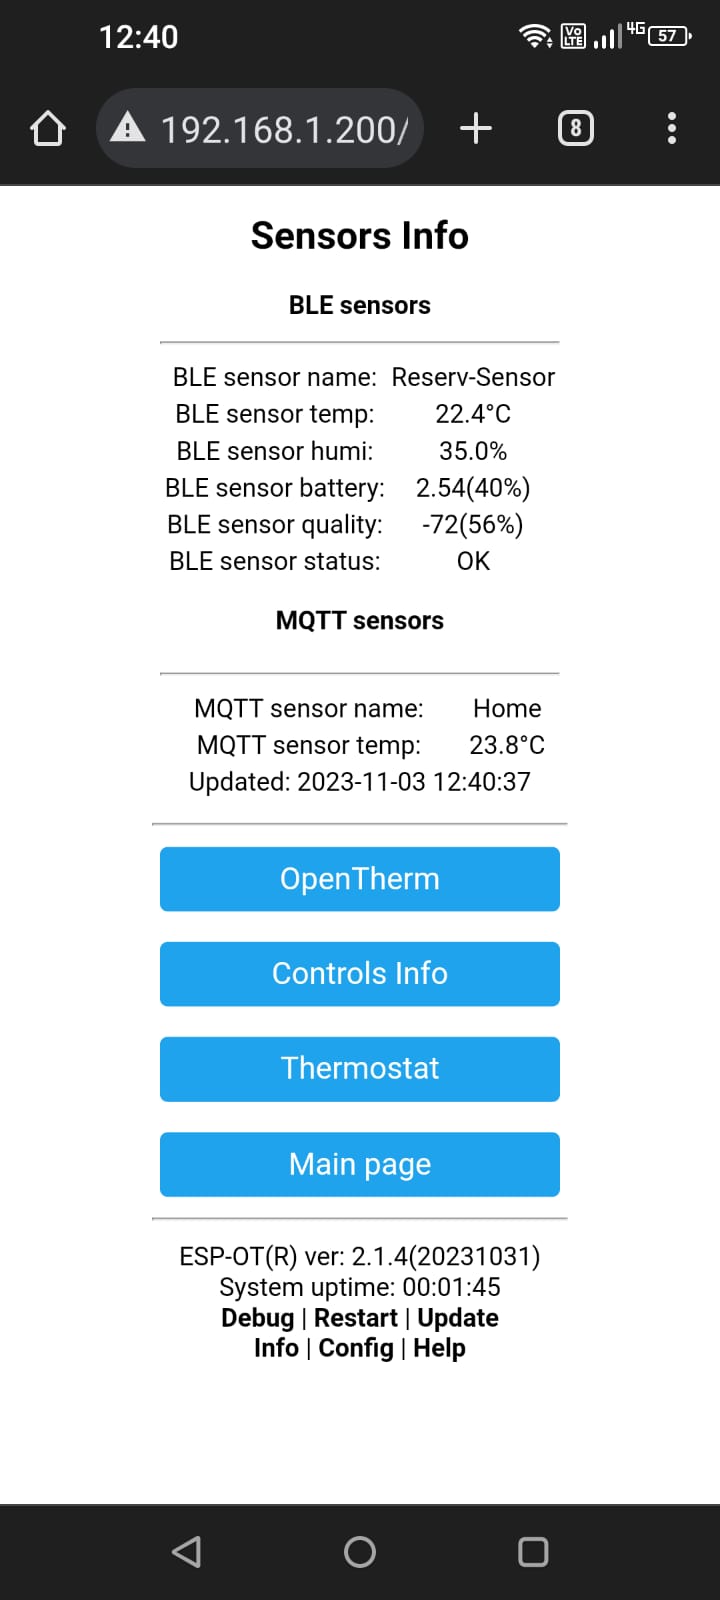 12:40 Vo LTE 4G 57
192.168.1.200/ 8
Sensors Info
BLE sensors
BLE sensor name: Reserv-Sensor
BLE sensor temp: 22.4°C
BLE sensor humi: 35.0%
BLE sensor battery: 2.54(40%)
BLE sensor quality: -72(56%)
BLE sensor status: OK
MQTT sensors
MQTT sensor name: Home
MQTT sensor temp: 23.8°C
Updated: 2023-11-03 12:40:37
OpenTherm
Controls Info
Thermostat
Main page
ESP-OT(R) ver: 2.1.4(20231031)
System uptime: 00:01:45
Debug | Restart | Update
Info | Config | Help